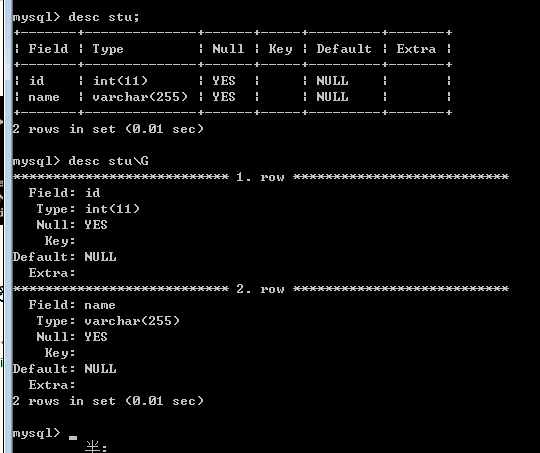 mysql> desc stu;
+-------+--------------+------+-----+---------+-------+
| Field | Type         | Null | Key | Default | Extra |
+-------+--------------+------+-----+---------+-------+
| id    | int(11)      | YES  |     | NULL    |       |
| name  | varchar(255) | YES  |     | NULL    |       |
+-------+--------------+------+-----+---------+-------+
2 rows in set (0.01 sec)
mysql> desc stu\G
*************************** 1. row ***************************
  Field: id
   Type: int(11)
   Null: YES
    Key:
Default: NULL
  Extra:
*************************** 2. row ***************************
  Field: name
   Type: varchar(255)
   Null: YES
    Key:
Default: NULL
  Extra:
2 rows in set (0.01 sec)
mysql> _
半: